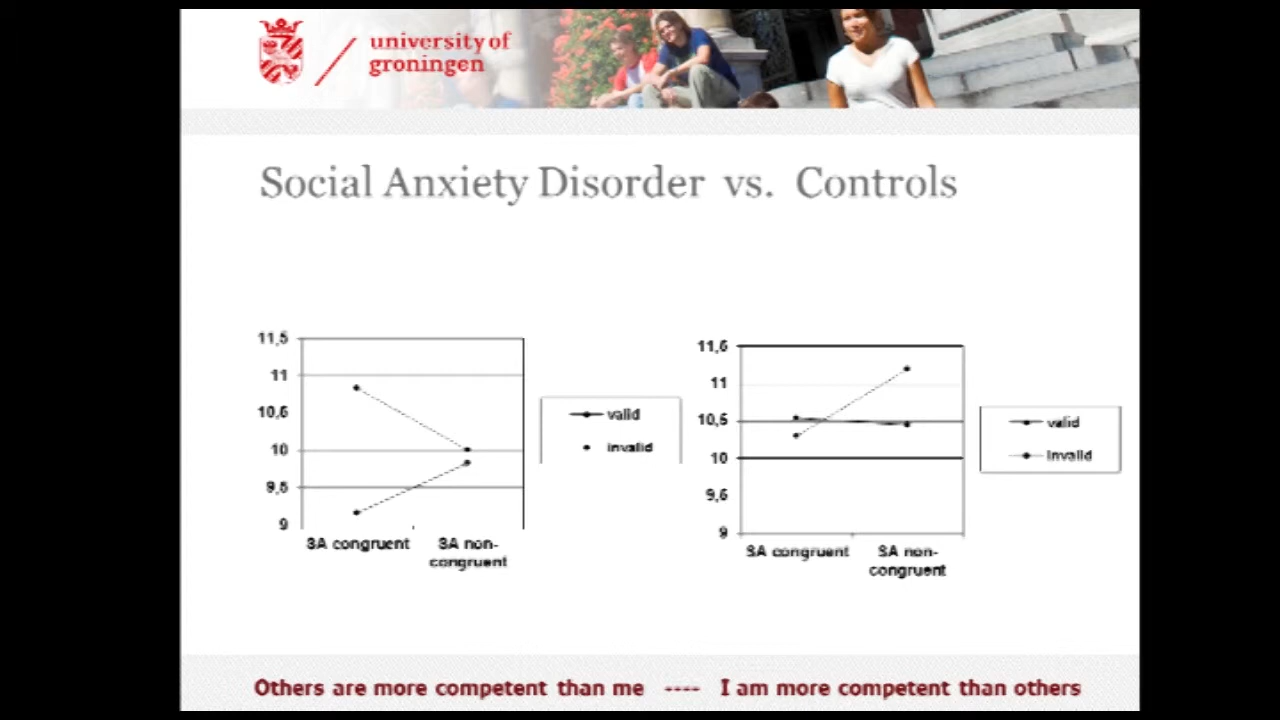 university of
groningen
Social Anxiety Disorder vs. Controls
11,5
11
10,5
10
9,5
9
SA congruent
SA non-
congruent
valid
invalid
11,5
11
10,5
10
9,5
9
SA congruent
SA non-
congruent
valid
invalid
Others are more competent than me ---- I am more competent than others